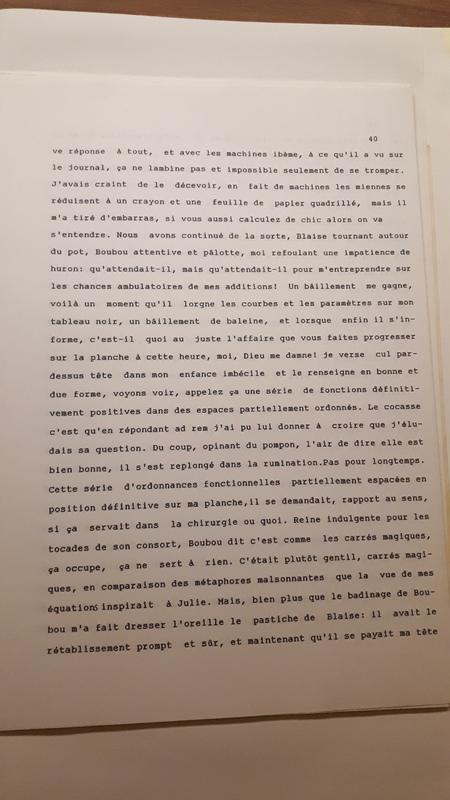 40
ve réponse à tout, et avec les machines ibème, à ce qu'il a vu sur
le journal, ça ne lambine pas et impossible seulement de se tromper.
J'avais craint de le décevoir, en fait de machines les miennes se
réduisent à un crayon et une feuille de papier quadrillé, mais il
m'a tiré d'embarras, si vous aussi calculez de chic alors on va
s'entendre. Nous avons continué de la sorte, Blaise tournant autour
du pot, Boubou attentive et pâlotte, moi refoulant une impatience de
huron: qu'attendait-il, mais qu'attendait-il pour m'entreprendre sur
les chances ambulatoires de mes additions! Un bâillement me gagne,
voilà un moment qu'il lorgne les courbes et les paramètres sur mon
tableau noir, un bâillement de baleine, et lorsque enfin il s'in-
forme, c'est-il quoi au juste l'affaire que vous faites progresser
sur la planche à cette heure, moi, Dieu me damne! je verse cul par-
dessus tête dans mon enfance imbécile et le renseigne en bonne et
due forme, voyons voir, appelez ça une série de fonctions définiti-
vement positives dans des espaces partiellement ordonnés. Le cocasse
c'est qu'en répondant ad rem j'ai pu lui donner à croire que j'élu-
dais sa question. Du coup, opinant du pompon, l'air de dire elle est
bien bonne, il s'est replongé dans la rumination.Pas pour longtemps.
Cette série d'ordonnances fonctionnelles partiellement espacées en
position définitive sur ma planche,il se demandait, rapport au sens,
si ça servait dans la chirurgie ou quoi. Reine indulgente pour les
tocades de son consort, Boubou dit c'est comme les carrés magiques,
ça occupe, ça ne sert à rien. C'était plutôt gentil, carrés magi-
ques, en comparaison des métaphores malsonnantes que la vue de mes
équations inspirait à Julie. Mais, bien plus que le badinage de Bou-
bou m'a fait dresser l'oreille le pastiche de Blaise: il avait le
rétablissement prompt et sûr, et maintenant qu'il se payait ma tête